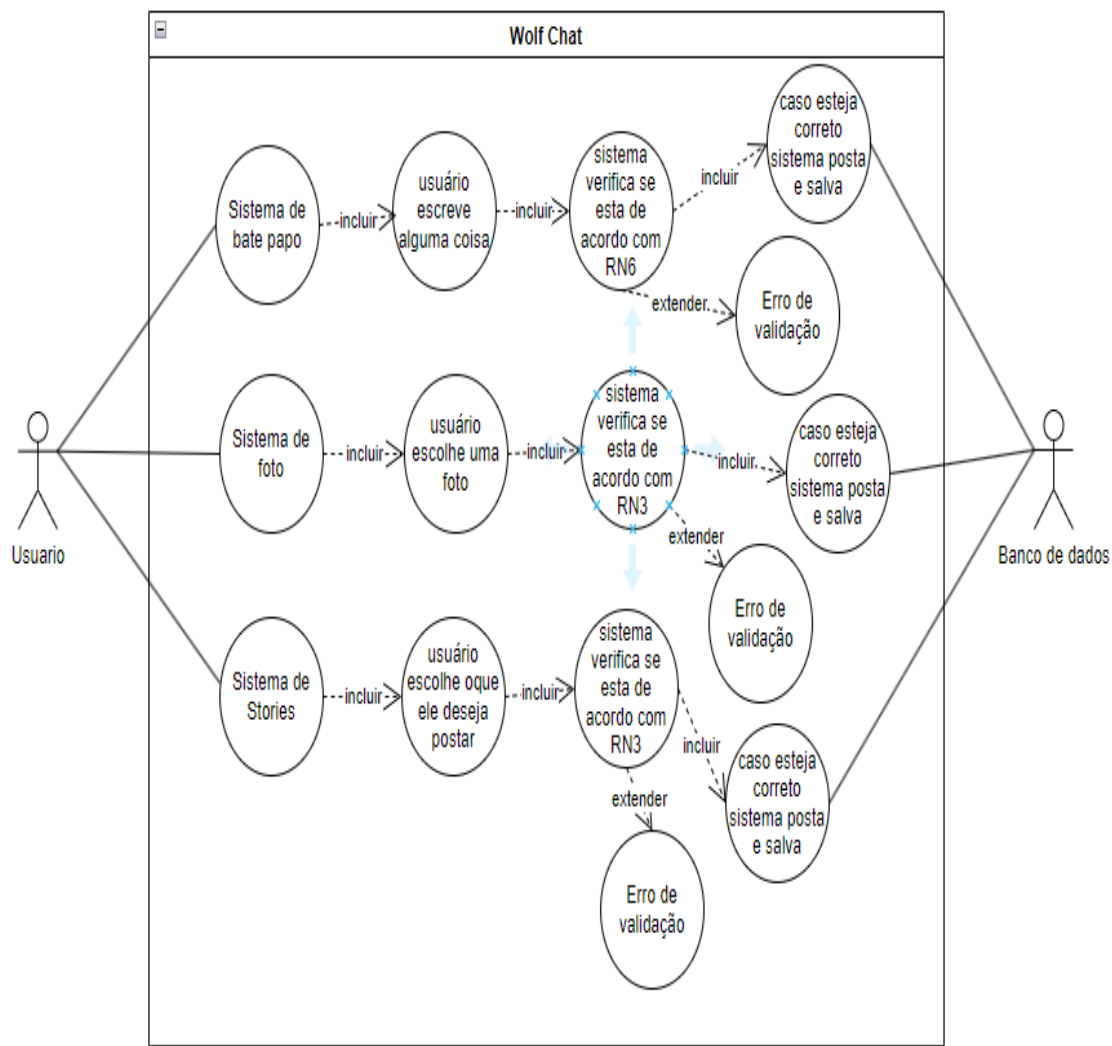 Wolf Chat
Sistema de
bate papo
incluir
usuário
escreve
alguma coisa
incluir
sistema
verifica se
esta de
acordo com
RN6
incluir
caso esteja
correto
sistema posta
e salva
extender
Erro de
validação
Usuario
Sistema de
foto
incluir
usuário
escolhe uma
foto
incluir
sistema
verifica se
esta de
acordo com
RN3
incluir
caso esteja
correto
sistema posta
e salva
extender
Erro de
validação
Banco de dados
Sistema de
Stories
incluir
usuário
escolhe oque
ele deseja
postar
incluir
sistema
verifica se
esta de
acordo com
RN3
incluir
caso esteja
correto
sistema posta
e salva
extender
Erro de
validação